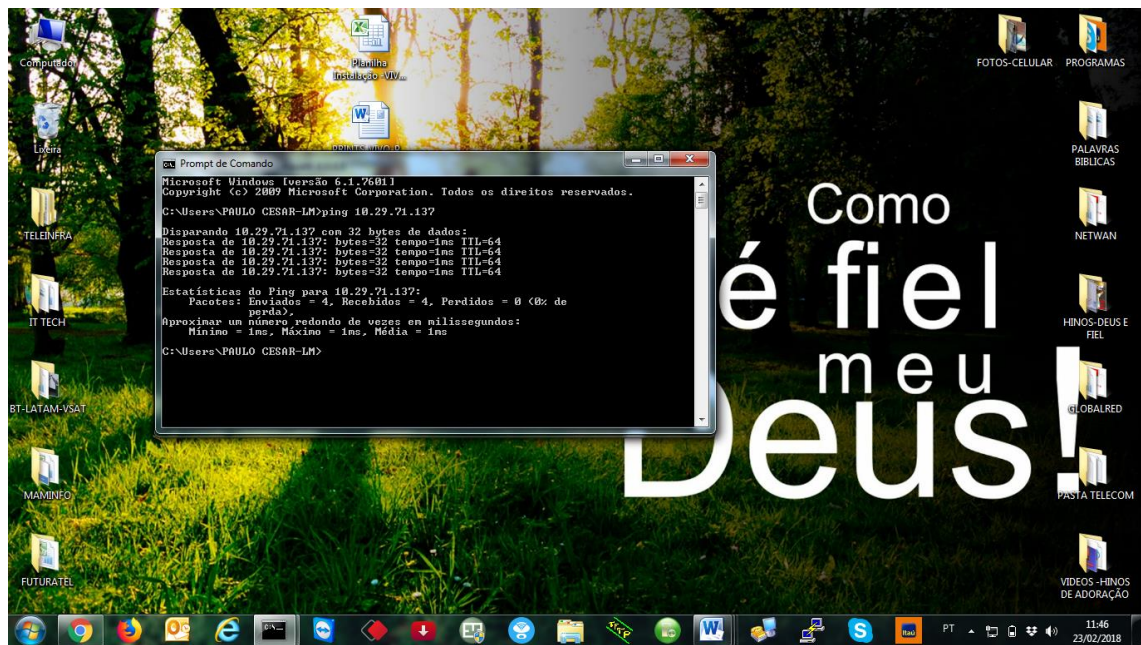 Computador
Planilha
Instalação -VIV...
FOTOS-CELULAR
PROGRAMAS
Lixeira
PALAVRAS
BIBLICAS
TELEINFRA
NETWAN
IT TECH
HINOS-DEUS E
FIEL
BT-LATAM-VSAT
GLOBALRED
MAMINFO
PASTA TELECOM
FUTURATEL
VIDEOS -HINOS
DE ADORAÇÃO
Prompt de Comando
Microsoft Windows [versão 6.1.7601]
Copyright (c) 2009 Microsoft Corporation. Todos os direitos reservados.
C:\Users\PAULO CESAR-LM>ping 10.29.71.137
Disparando 10.29.71.137 com 32 bytes de dados:
Resposta de 10.29.71.137: bytes=32 tempo=1ms TTL=64
Resposta de 10.29.71.137: bytes=32 tempo=1ms TTL=64
Resposta de 10.29.71.137: bytes=32 tempo=1ms TTL=64
Resposta de 10.29.71.137: bytes=32 tempo=1ms TTL=64
Estatísticas do Ping para 10.29.71.137:
Pacotes: Enviados = 4, Recebidos = 4, Perdidos = 0 (0% de
perda),
Aproximar um número redondo de vezes em milissegundos:
Mínimo = 1ms, Máximo = 1ms, Média = 1ms
C:\Users\PAULO CESAR-LM>
Como
é fiel
meu
Deus!
PT
11:46
23/02/2018